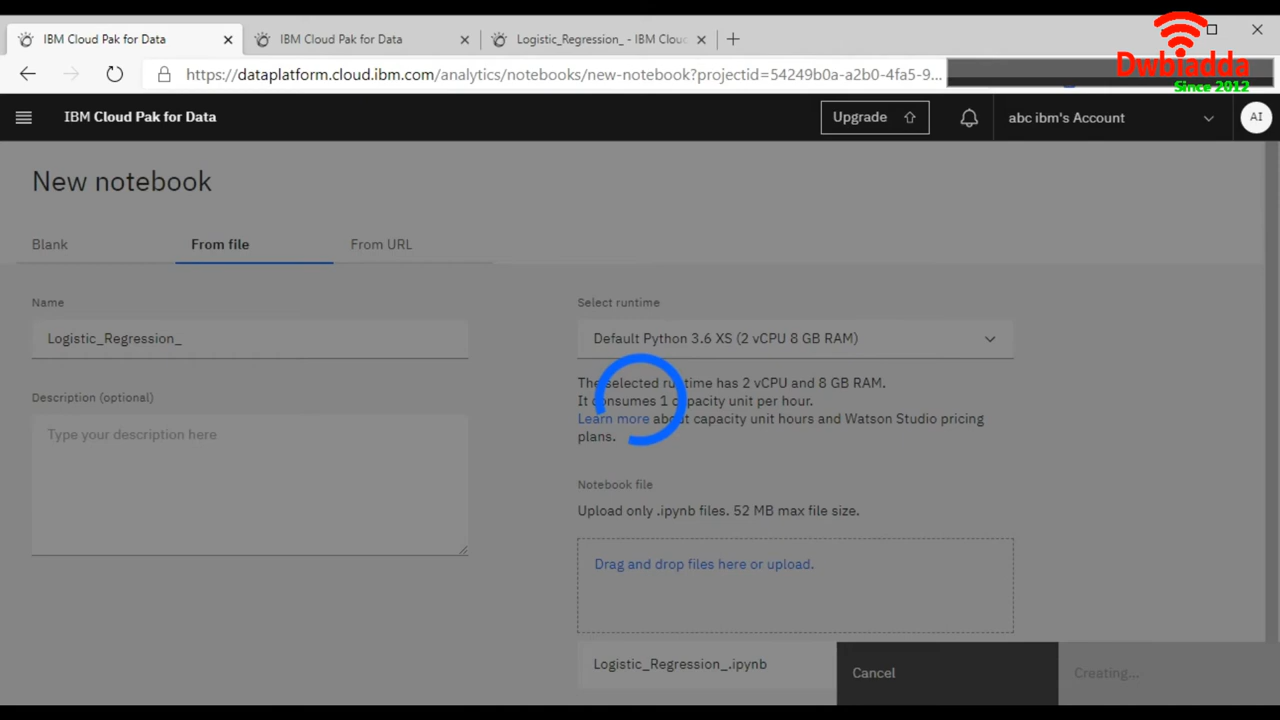 IBM Cloud Pak for Data
IBM Cloud Pak for Data
Logistic_Regression_ - IBM Clou
Dwbiadda
Since 2012
https://dataplatform.cloud.ibm.com/analytics/notebooks/new-notebook?projectid=54249b0a-a2b0-4fa5-9...
IBM Cloud Pak for Data
Upgrade
abc ibm's Account
AI
New notebook
Blank
From file
From URL
Name
Logistic_Regression_
Description (optional)
Type your description here
Select runtime
Default Python 3.6 XS (2 vCPU 8 GB RAM)
The selected runtime has 2 vCPU and 8 GB RAM.
It consumes 1 capacity unit per hour.
Learn more about capacity unit hours and Watson Studio pricing
plans.
Notebook file
Upload only .ipynb files. 52 MB max file size.
Drag and drop files here or upload.
Logistic_Regression_.ipynb
Cancel
Creating...